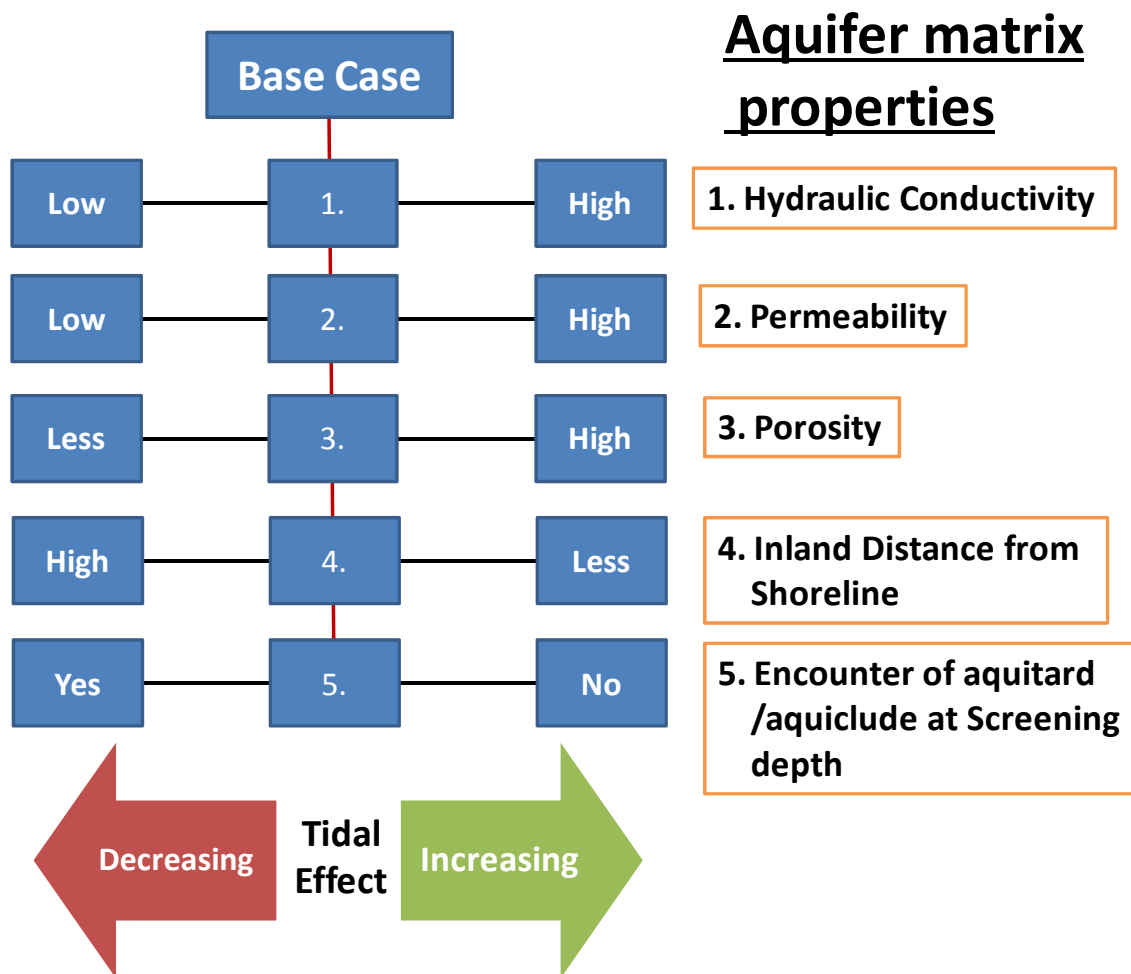 Aquifer matrix
properties
Base Case
Low
1.
High
1. Hydraulic Conductivity
Low
2.
High
2. Permeability
Less
3.
High
3. Porosity
High
4.
Less
4. Inland Distance from
Shoreline
Yes
5.
No
5. Encounter of aquitard
/aquiclude at Screening
depth
Decreasing
Tidal
Effect
Increasing